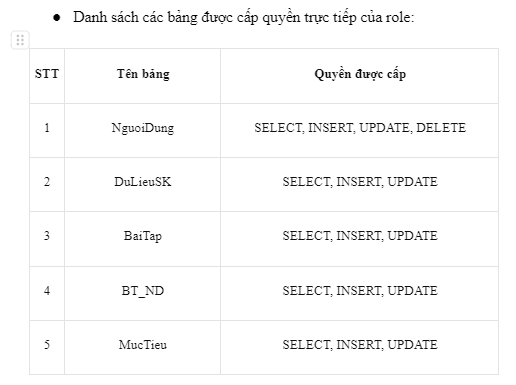 ● Danh sách các bảng được cấp quyền trực tiếp của role:
STT Tên bảng Quyền được cấp
1 NguoiDung SELECT, INSERT, UPDATE, DELETE
2 DuLieuSK SELECT, INSERT, UPDATE
3 BaiTap SELECT, INSERT, UPDATE
4 BT_ND SELECT, INSERT, UPDATE
5 MucTieu SELECT, INSERT, UPDATE